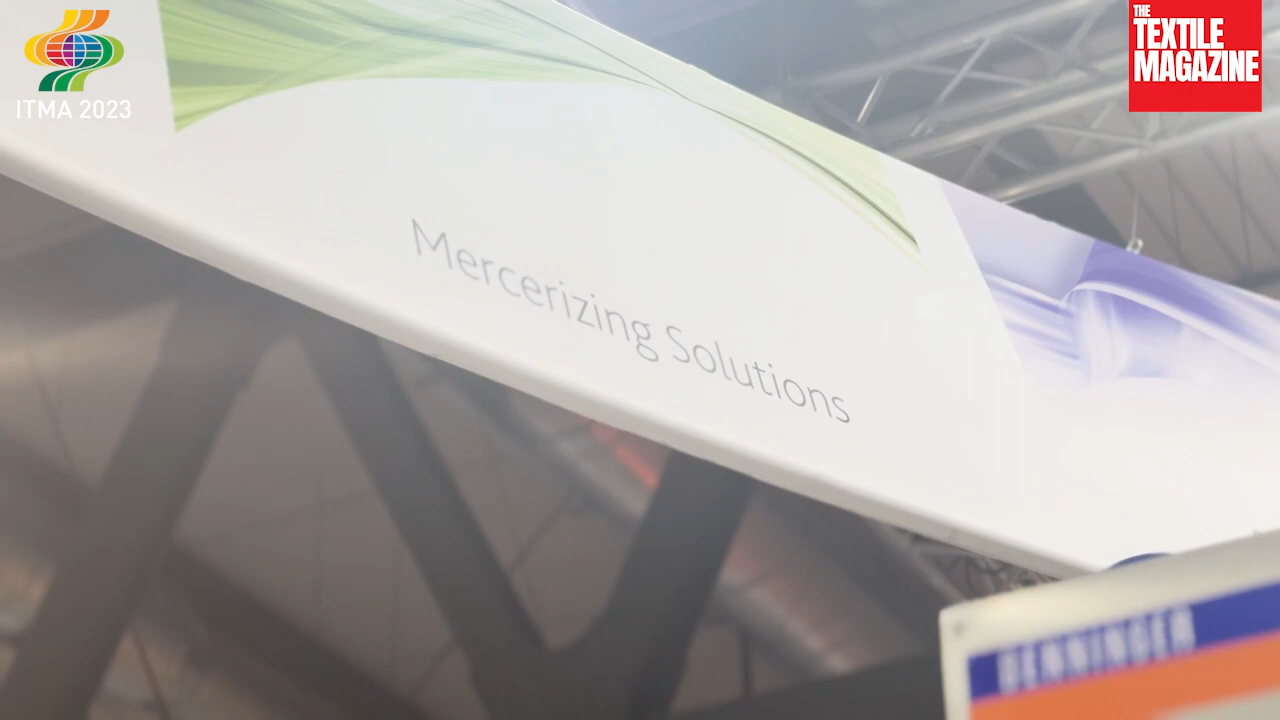 ITMA 2023
THE
TEXTILE
MAGAZINE
Mercerizing Solutions
BENNINGER